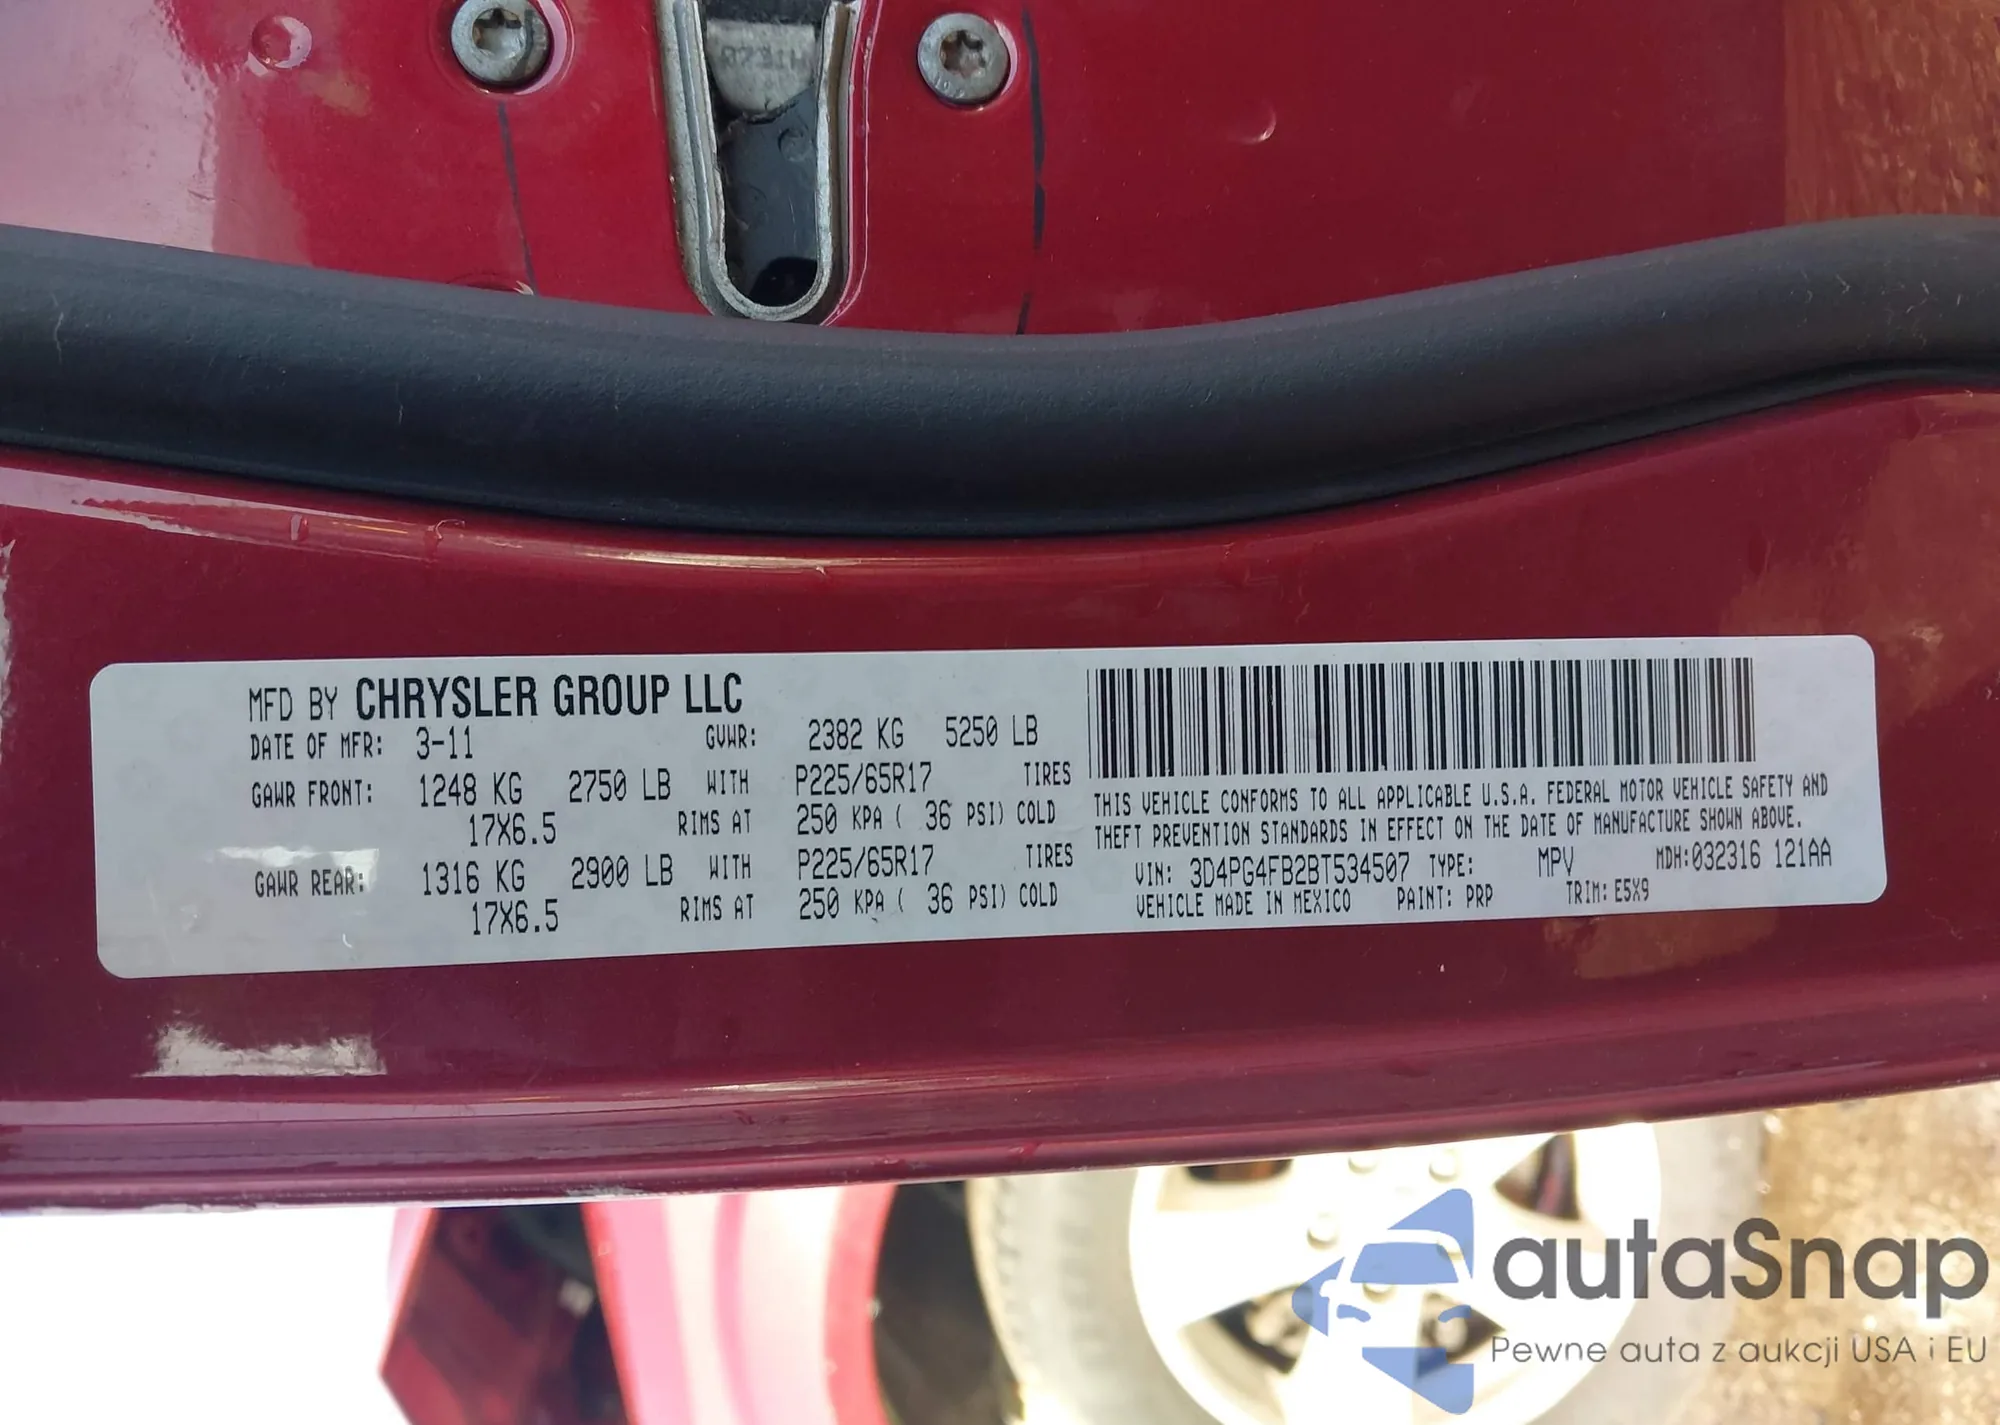 MFD BY CHRYSLER GROUP LLC
DATE OF MFR: 3-11 GVWR: 2382 KG 5250 LB
GAWR FRONT: 1248 KG 2750 LB WITH P225/65R17 TIRES
17X6.5 RIMS AT 250 KPA ( 36 PSI) COLD
GAWR REAR: 1316 KG 2900 LB WITH P225/65R17 TIRES
17X6.5 RIMS AT 250 KPA ( 36 PSI) COLD
THIS VEHICLE CONFORMS TO ALL APPLICABLE U.S.A. FEDERAL MOTOR VEHICLE SAFETY AND
THEFT PREVENTION STANDARDS IN EFFECT ON THE DATE OF MANUFACTURE SHOWN ABOVE.
VIN: 3D4PG4FB2BT534507 TYPE: MPV MDH:032316 121AA
VEHICLE MADE IN MEXICO PAINT: PRP TRIM: E5X9
autaSnap
Pewne auta z aukcji USA i EU